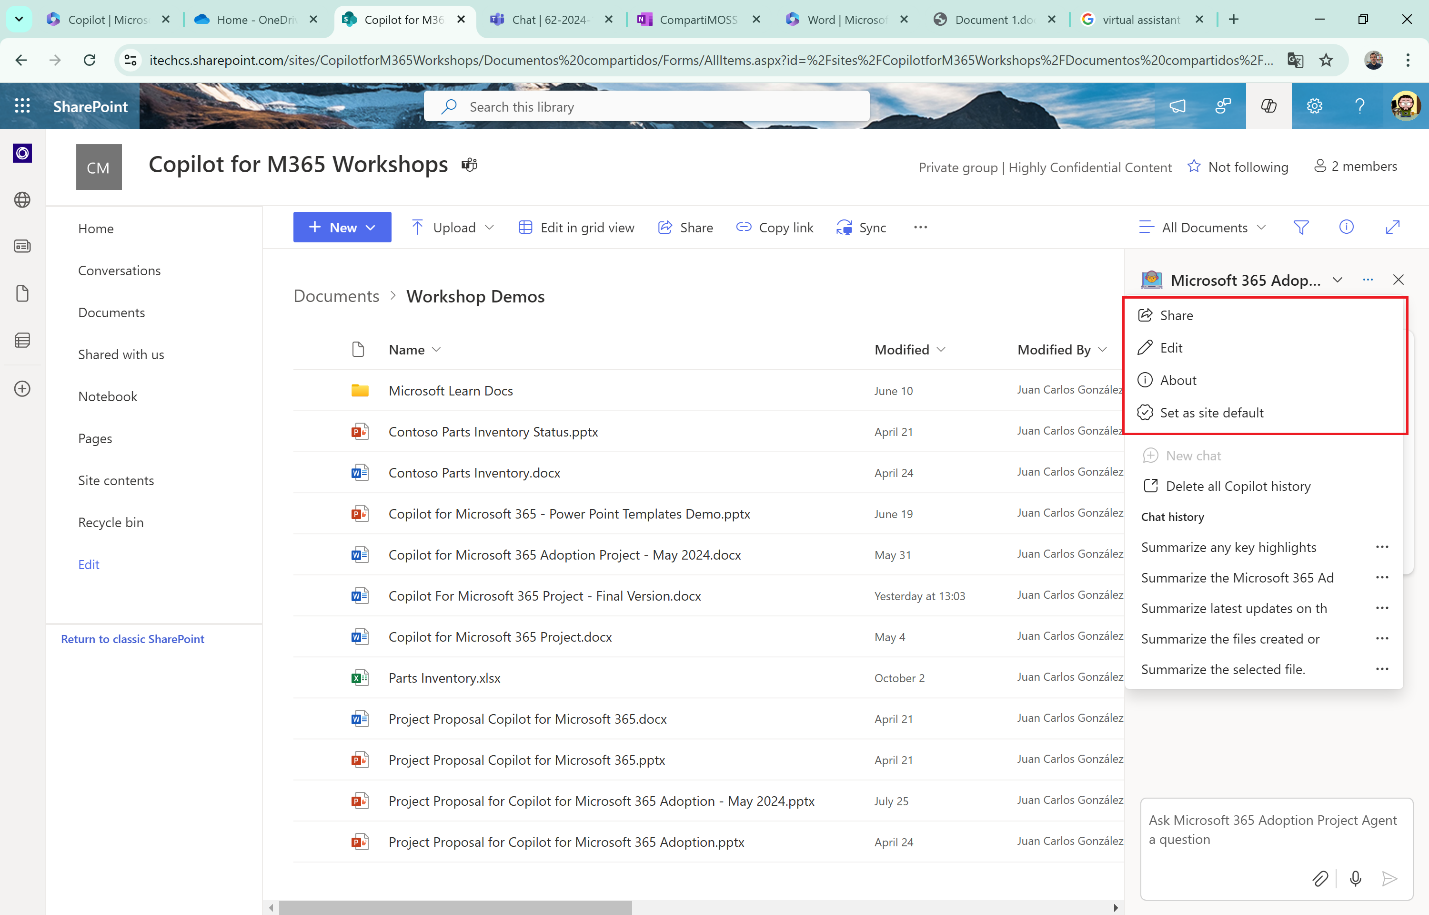 Copilot | Micros
Home - OneDri
Copilot for M36
Chat | 62-2024-
CompartiMOSS
Word | Microso
Document 1.do
virtual assistant
itechcs.sharepoint.com/sites/CopilotforM365Workshops/Documentos%20compartidos/Forms/AllItems.aspx?id=%2Fsites%2FCopilotforM365Workshops%2FDocumentos%20compartidos%2F...
SharePoint
Search this library
CM
Copilot for M365 Workshops
Private group | Highly Confidential Content
Not following
2 members
Home
Conversations
Documents
Shared with us
Notebook
Pages
Site contents
Recycle bin
Edit
Return to classic SharePoint
New
Upload
Edit in grid view
Share
Copy link
Sync
All Documents
Documents > Workshop Demos
Name
Modified
Modified By
Microsoft Learn Docs
June 10
Juan Carlos González
Contoso Parts Inventory Status.pptx
April 21
Juan Carlos González
Contoso Parts Inventory.docx
April 24
Juan Carlos González
Copilot for Microsoft 365 - Power Point Templates Demo.pptx
June 19
Juan Carlos González
Copilot for Microsoft 365 Adoption Project - May 2024.docx
May 31
Juan Carlos González
Copilot For Microsoft 365 Project - Final Version.docx
Yesterday at 13:03
Juan Carlos González
Copilot for Microsoft 365 Project.docx
May 4
Juan Carlos González
Parts Inventory.xlsx
October 2
Juan Carlos González
Project Proposal Copilot for Microsoft 365.docx
April 21
Juan Carlos González
Project Proposal Copilot for Microsoft 365.pptx
April 21
Juan Carlos González
Project Proposal for Copilot for Microsoft 365 Adoption - May 2024.pptx
July 25
Juan Carlos González
Project Proposal for Copilot for Microsoft 365 Adoption.pptx
April 24
Juan Carlos González
Microsoft 365 Adop...
Share
Edit
About
Set as site default
New chat
Delete all Copilot history
Chat history
Summarize any key highlights
Summarize the Microsoft 365 Ad
Summarize latest updates on th
Summarize the files created or
Summarize the selected file.
Ask Microsoft 365 Adoption Project Agent
a question